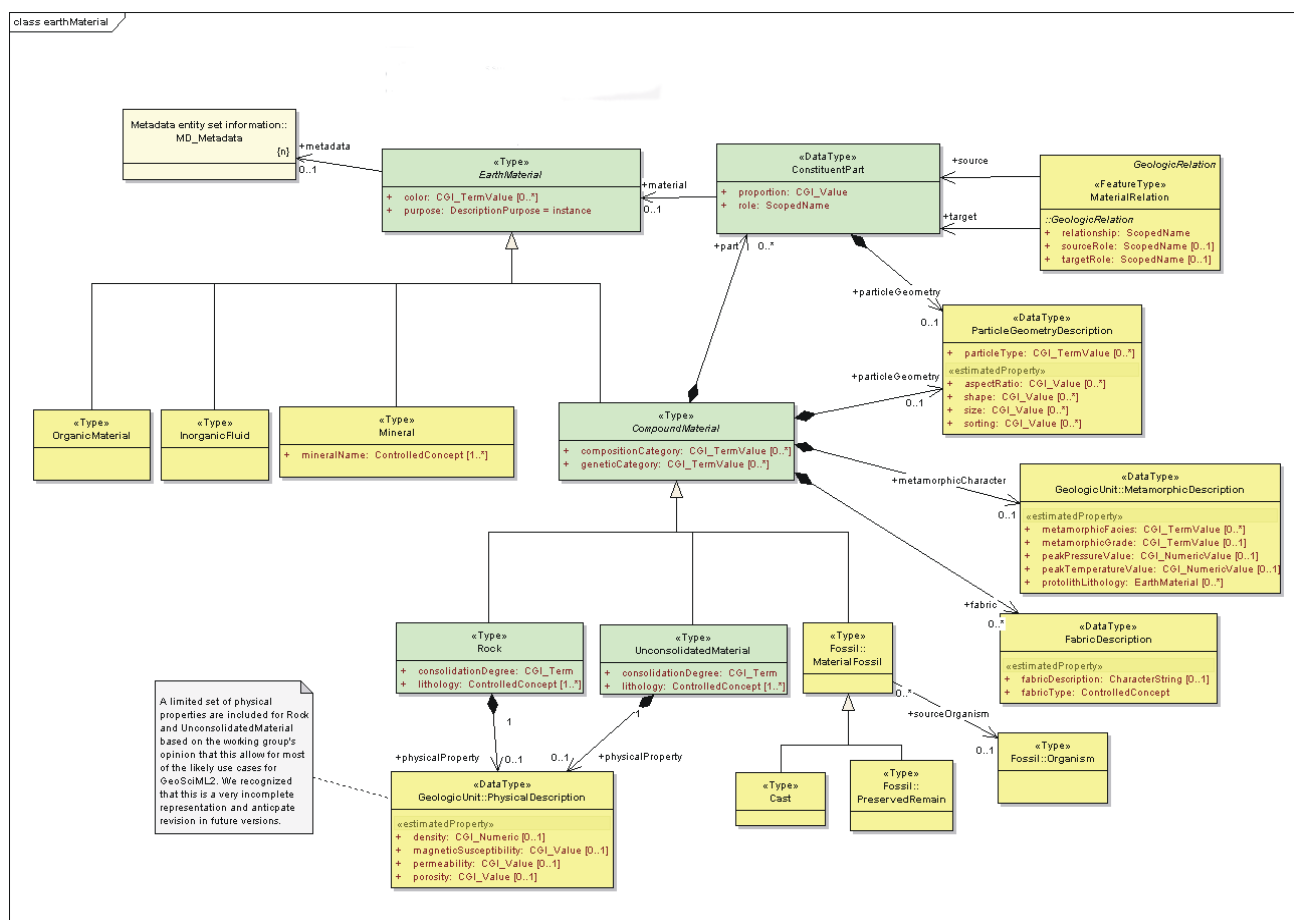 class earthMaterial
Metadata entity set information::
MD_Metadata
{n}
+metadata
0..1
«Type»
EarthMaterial
+ color: CGI_TermValue [0..*]
+ purpose: DescriptionPurpose = instance
+material
0..1
«DataType»
ConstituentPart
+ proportion: CGI_Value
+ role: ScopedName
+source
+target
GeologicRelation
«FeatureType»
MaterialRelation
::GeologicRelation
+ relationship: ScopedName
+ sourceRole: ScopedName [0..1]
+ targetRole: ScopedName [0..1]
+part
0..*
+particleGeometry
0..1
«DataType»
ParticleGeometryDescription
+ particleType: CGI_TermValue [0..*]
«estimatedProperty»
+ aspectRatio: CGI_Value [0..*]
+ shape: CGI_Value [0..*]
+ size: CGI_Value [0..*]
+ sorting: CGI_Value [0..*]
+particleGeometry
0..1
«Type»
OrganicMaterial
«Type»
InorganicFluid
«Type»
Mineral
+ mineralName: ControlledConcept [1..*]
«Type»
CompoundMaterial
+ compositionCategory: CGI_TermValue [0..*]
+ geneticCategory: CGI_TermValue [0..*]
+metamorphicCharacter
0..1
«DataType»
GeologicUnit::MetamorphicDescription
«estimatedProperty»
+ metamorphicFacies: CGI_TermValue [0..*]
+ metamorphicGrade: CGI_TermValue [0..1]
+ peakPressureValue: CGI_NumericValue [0..1]
+ peakTemperatureValue: CGI_NumericValue [0..1]
+ protolithLithology: EarthMaterial [0..*]
+fabric
0..*
«DataType»
FabricDescription
«estimatedProperty»
+ fabricDescription: CharacterString [0..1]
+ fabricType: ControlledConcept
«Type»
Rock
+ consolidationDegree: CGI_Term
+ lithology: ControlledConcept [1..*]
«Type»
UnconsolidatedMaterial
+ consolidationDegree: CGI_Term
+ lithology: ControlledConcept [1..*]
«Type»
Fossil::
MaterialFossil
0..*
+sourceOrganism
0..1
«Type»
Fossil::Organism
A limited set of physical
properties are included for Rock
and UnconsolidatedMaterial
based on the working group's
opinion that this allow for most
of the likely use cases for
GeoSciML2. We recognized
that this is a very incomplete
representation and anticpate
revision in future versions.
1
+physicalProperty
0..1
1
+physicalProperty
0..1
«DataType»
GeologicUnit::PhysicalDescription
«estimatedProperty»
+ density: CGI_Numeric [0..1]
+ magneticSusceptibility: CGI_Value [0..1]
+ permeability: CGI_Value [0..1]
+ porosity: CGI_Value [0..1]
«Type»
Cast
«Type»
Fossil::
PreservedRemain